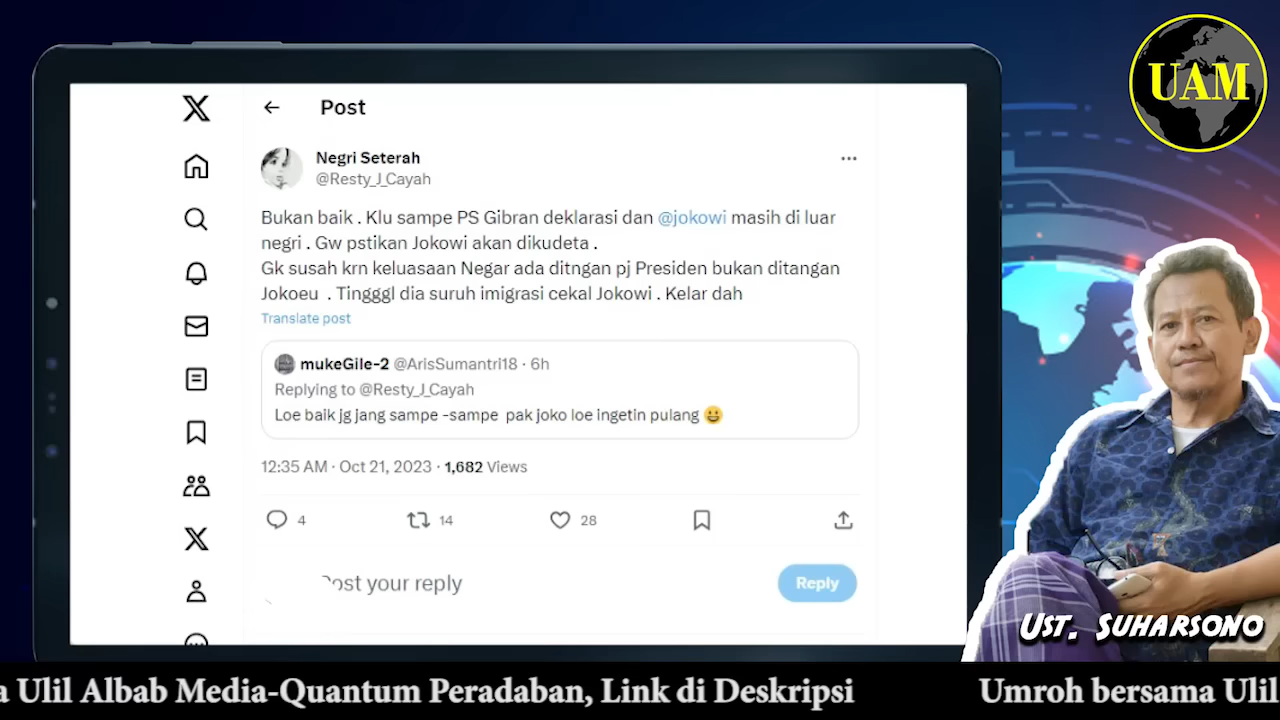 UAM
Post
Negri Seterah
@Resty_J_Cayah
Bukan baik . Klu sampe PS Gibran deklarasi dan @jokowi masih di luar
negri . Gw pstikan Jokowi akan dikudeta .
Gk susah krn keluasaan Negar ada ditngan pj Presiden bukan ditangan
Jokoeu . Tingggl dia suruh imigrasi cekal Jokowi . Kelar dah
Translate post
mukeGile-2 @ArisSumantri18 · 6h
Replying to @Resty_J_Cayah
Loe baik jg jang sampe -sampe pak joko loe ingetin pulang 😀
12:35 AM · Oct 21, 2023 · 1,682 Views
4 14 28
Post your reply
Reply
UST. SUHARSONO
a Ulil Albab Media-Quantum Peradaban, Link di Deskripsi Umroh bersama Ulil